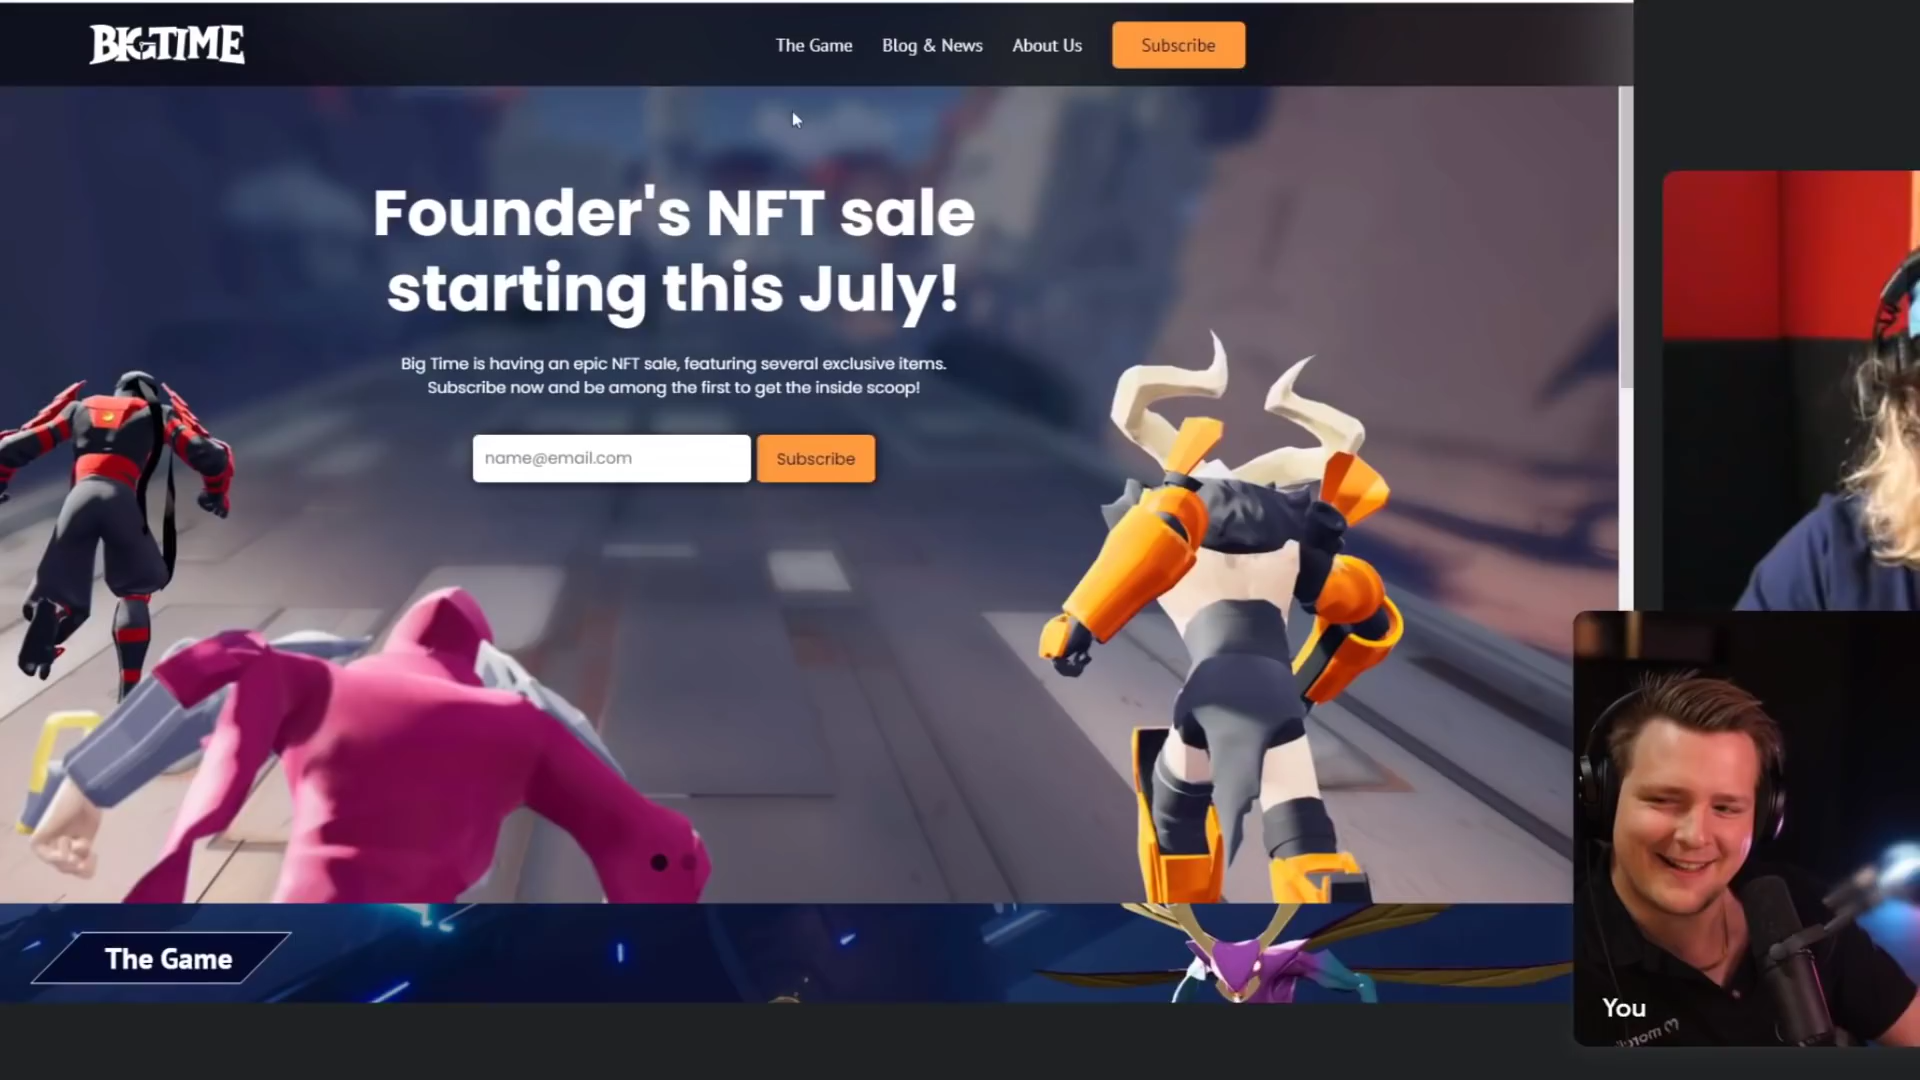 BIGTIME
The Game
Blog & News
About Us
Subscribe
Founder's NFT sale
starting this July!
Big Time is having an epic NFT sale, featuring several exclusive items.
Subscribe now and be among the first to get the inside scoop!
name@email.com
Subscribe
The Game
You